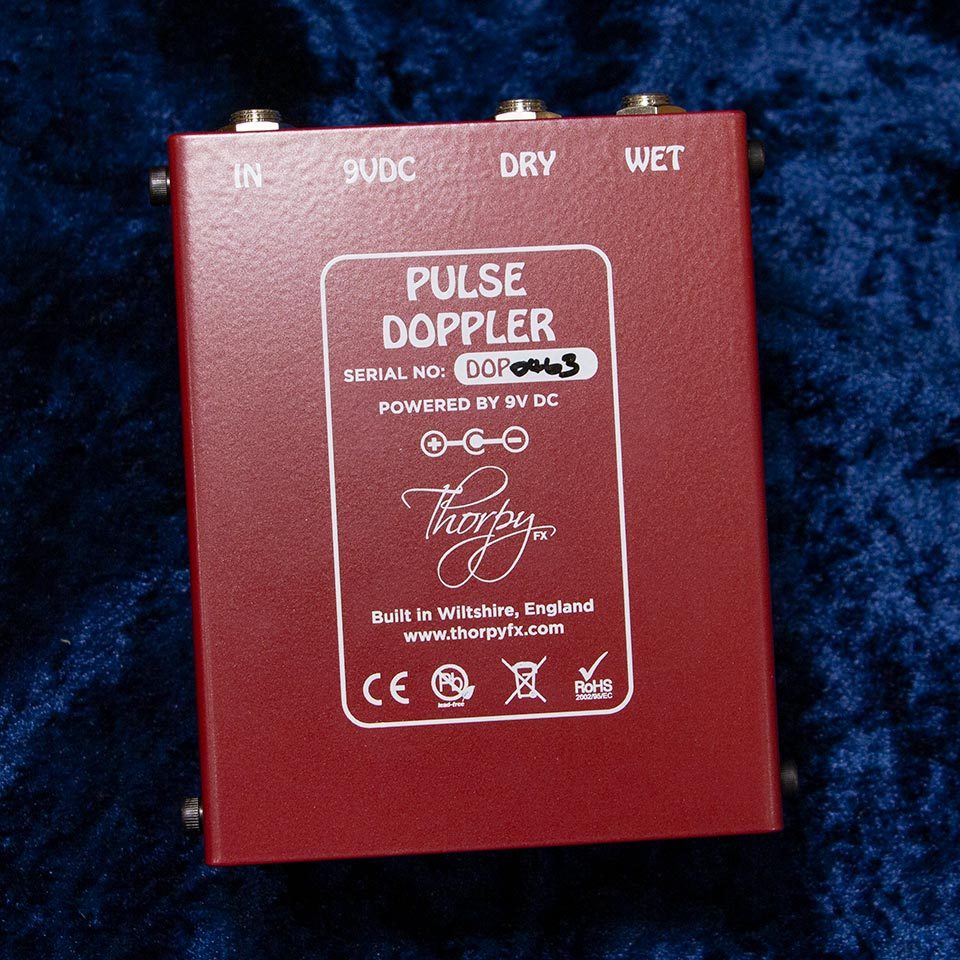 IN 9VDC DRY WET
PULSE
DOPPLER
SERIAL NO: DOP0463
POWERED BY 9V DC
+ -
Thorpy FX
Built in Wiltshire, England
www.thorpyfx.com
CE Pb RoHS
lead-free 2002/95/EC